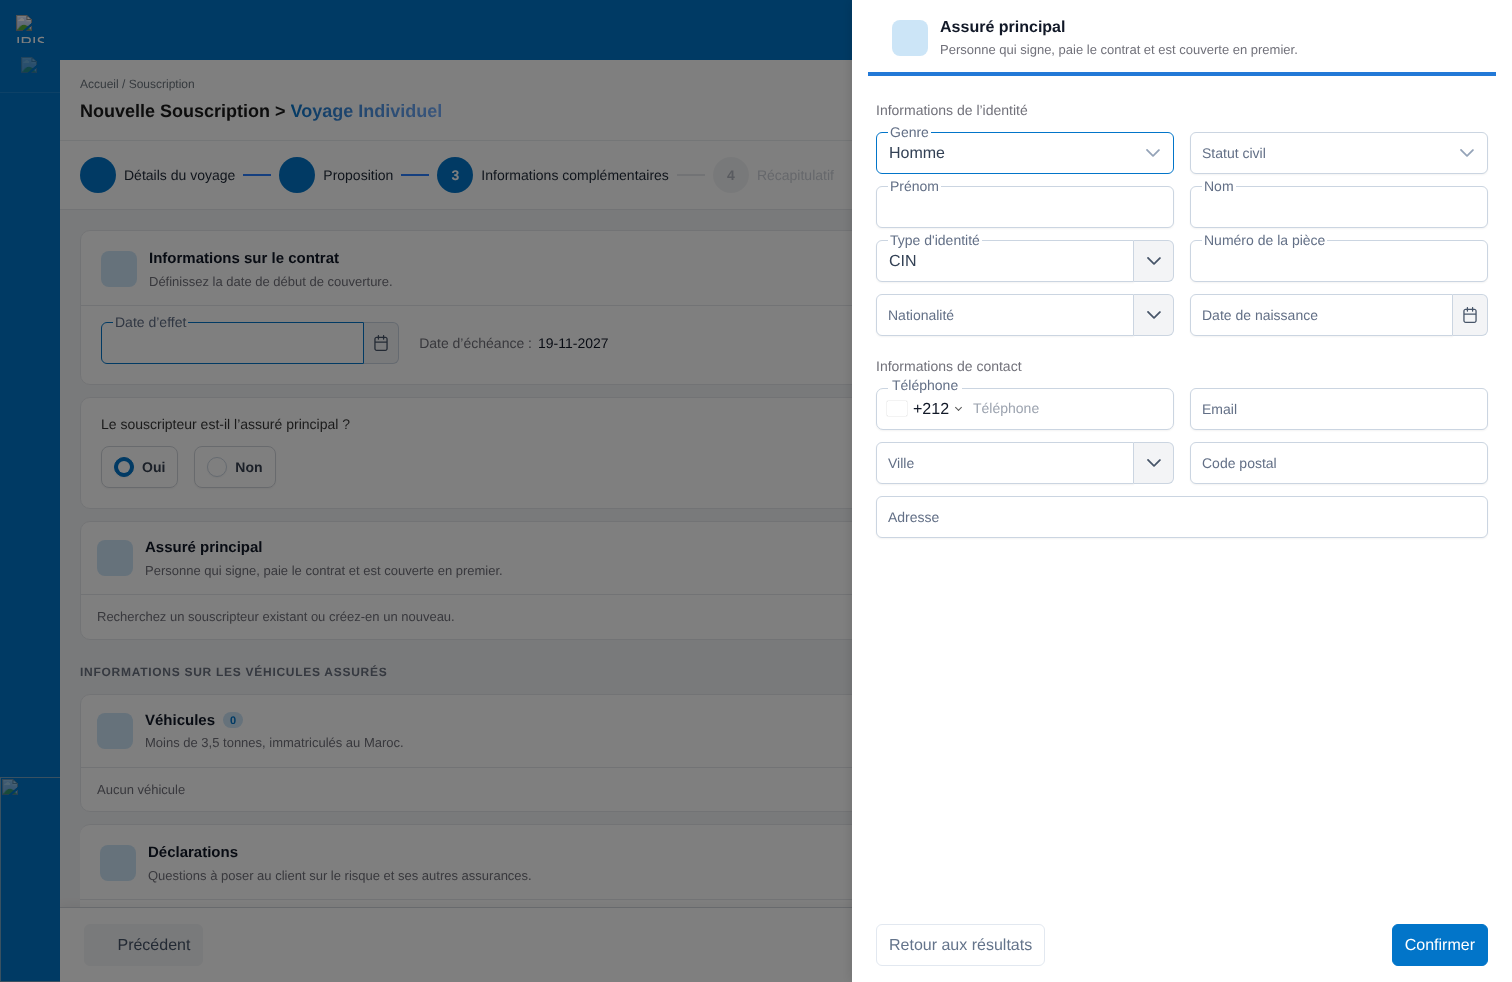 Accueil / Souscription
Nouvelle Souscription > Voyage Individuel
Détails du voyage
Proposition
3 Informations complémentaires
4 Récapitulatif
Informations sur le contrat
Définissez la date de début de couverture.
Date d'effet
Date d'échéance : 19-11-2027
Le souscripteur est-il l'assuré principal ?
Oui
Non
Assuré principal
Personne qui signe, paie le contrat et est couverte en premier.
Recherchez un souscripteur existant ou créez-en un nouveau.
INFORMATIONS SUR LES VÉHICULES ASSURÉS
Véhicules 0
Moins de 3,5 tonnes, immatriculés au Maroc.
Aucun véhicule
Déclarations
Questions à poser au client sur le risque et ses autres assurances.
Précédent
Assuré principal
Personne qui signe, paie le contrat et est couverte en premier.
Informations de l'identité
Genre
Homme
Statut civil
Prénom
Nom
Type d'identité
CIN
Numéro de la pièce
Nationalité
Date de naissance
Informations de contact
Téléphone
+212 Téléphone
Email
Ville
Code postal
Adresse
Retour aux résultats
Confirmer